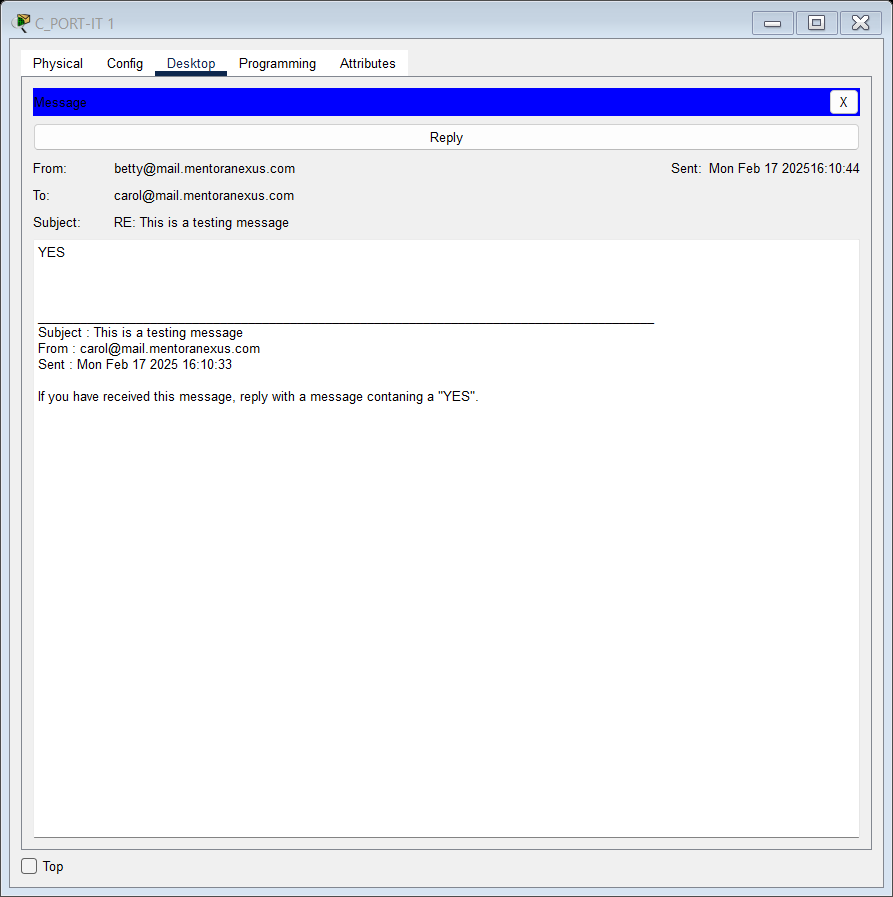 C_PORT-IT 1
Physical Config Desktop Programming Attributes
Message X
Reply
From: betty@mail.mentoranexus.com Sent: Mon Feb 17 202516:10:44
To: carol@mail.mentoranexus.com
Subject: RE: This is a testing message
YES
Subject : This is a testing message
From : carol@mail.mentoranexus.com
Sent : Mon Feb 17 2025 16:10:33
If you have received this message, reply with a message contaning a "YES".
Top